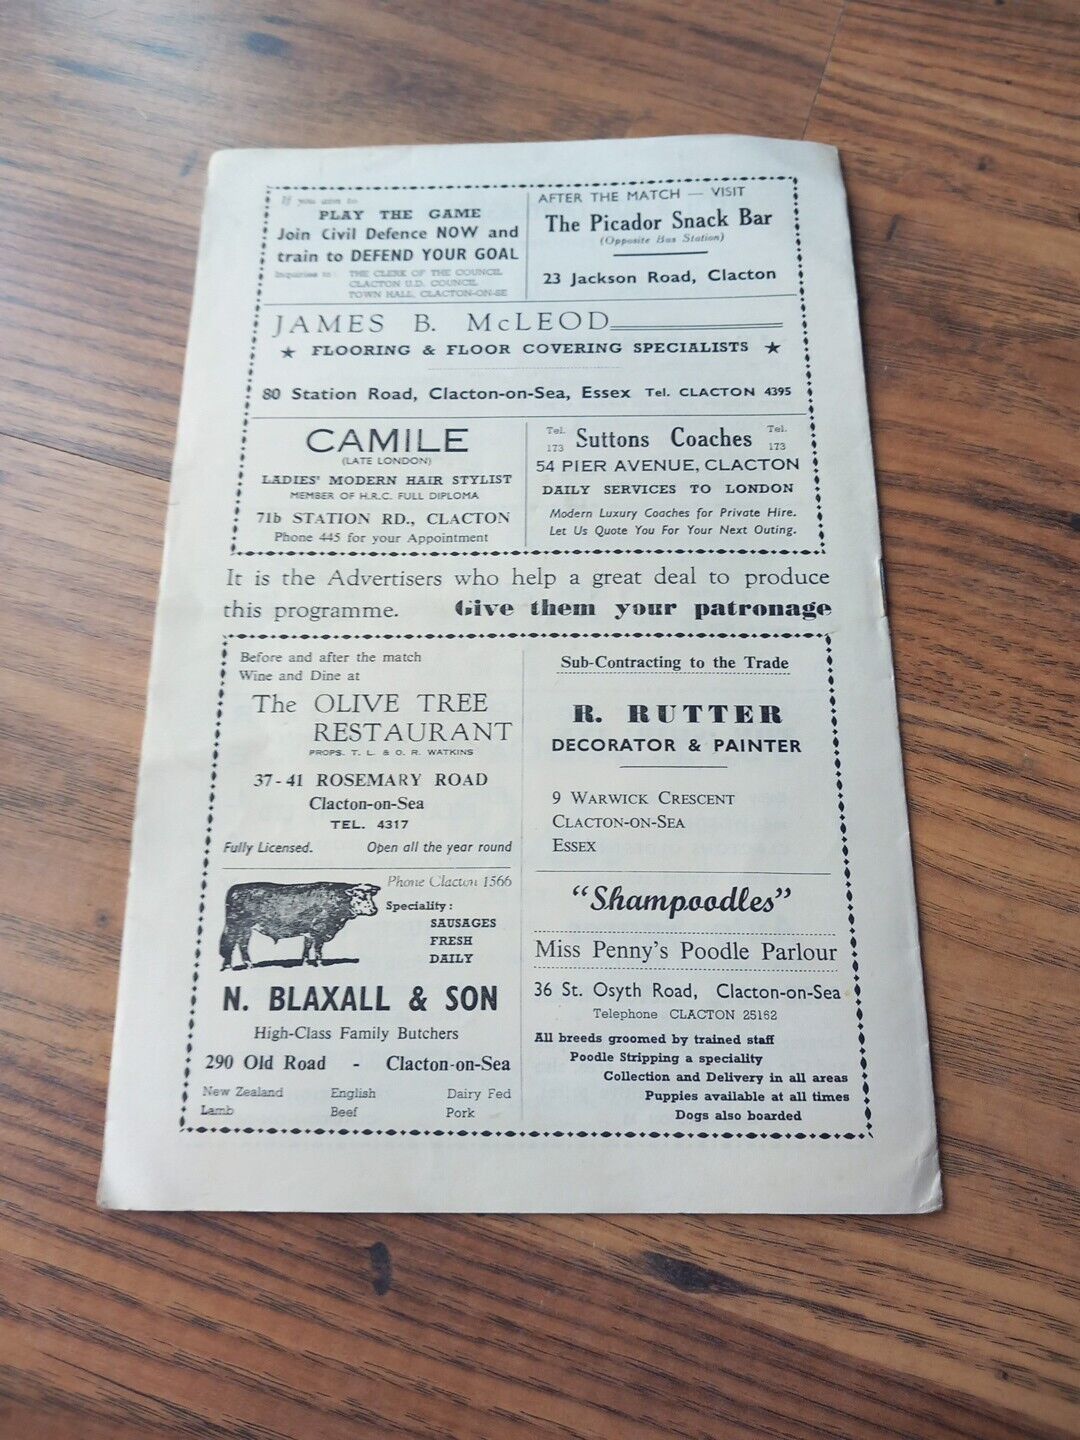 If you aim to
PLAY THE GAME
Join Civil Defence NOW and
train to DEFEND YOUR GOAL
Inquiries to: THE CLERK OF THE COUNCIL
CLACTON U.D. COUNCIL
TOWN HALL, CLACTON-ON-SE
AFTER THE MATCH — VISIT
The Picador Snack Bar
(Opposite Bus Station)
23 Jackson Road, Clacton
JAMES B. McLEOD
★ FLOORING & FLOOR COVERING SPECIALISTS ★
80 Station Road, Clacton-on-Sea, Essex Tel. CLACTON 4395
CAMILE
(LATE LONDON)
LADIES' MODERN HAIR STYLIST
MEMBER OF H.R.C. FULL DIPLOMA
71b STATION RD., CLACTON
Phone 445 for your Appointment
Tel. 173 Suttons Coaches Tel. 173
54 PIER AVENUE, CLACTON
DAILY SERVICES TO LONDON
Modern Luxury Coaches for Private Hire.
Let Us Quote You For Your Next Outing.
It is the Advertisers who help a great deal to produce
this programme. Give them your patronage
Before and after the match
Wine and Dine at
The OLIVE TREE
RESTAURANT
PROPS. T. L. & O. R. WATKINS
37-41 ROSEMARY ROAD
Clacton-on-Sea
TEL. 4317
Fully Licensed. Open all the year round
Sub-Contracting to the Trade
R. RUTTER
DECORATOR & PAINTER
9 WARWICK CRESCENT
CLACTON-ON-SEA
ESSEX
Phone Clacton 1566
Speciality:
SAUSAGES
FRESH
DAILY
N. BLAXALL & SON
High-Class Family Butchers
290 Old Road - Clacton-on-Sea
New Zealand English Dairy Fed
Lamb Beef Pork
"Shampoodles"
Miss Penny's Poodle Parlour
36 St. Osyth Road, Clacton-on-Sea
Telephone CLACTON 25162
All breeds groomed by trained staff
Poodle Stripping a speciality
Collection and Delivery in all areas
Puppies available at all times
Dogs also boarded